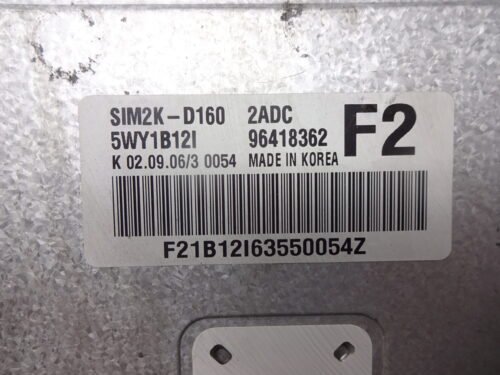 SIM2K-D160 2ADC F2
5WY1B12I 96418362
K 02.09.06/3 0054 MADE IN KOREA
F21B12I63550054Z